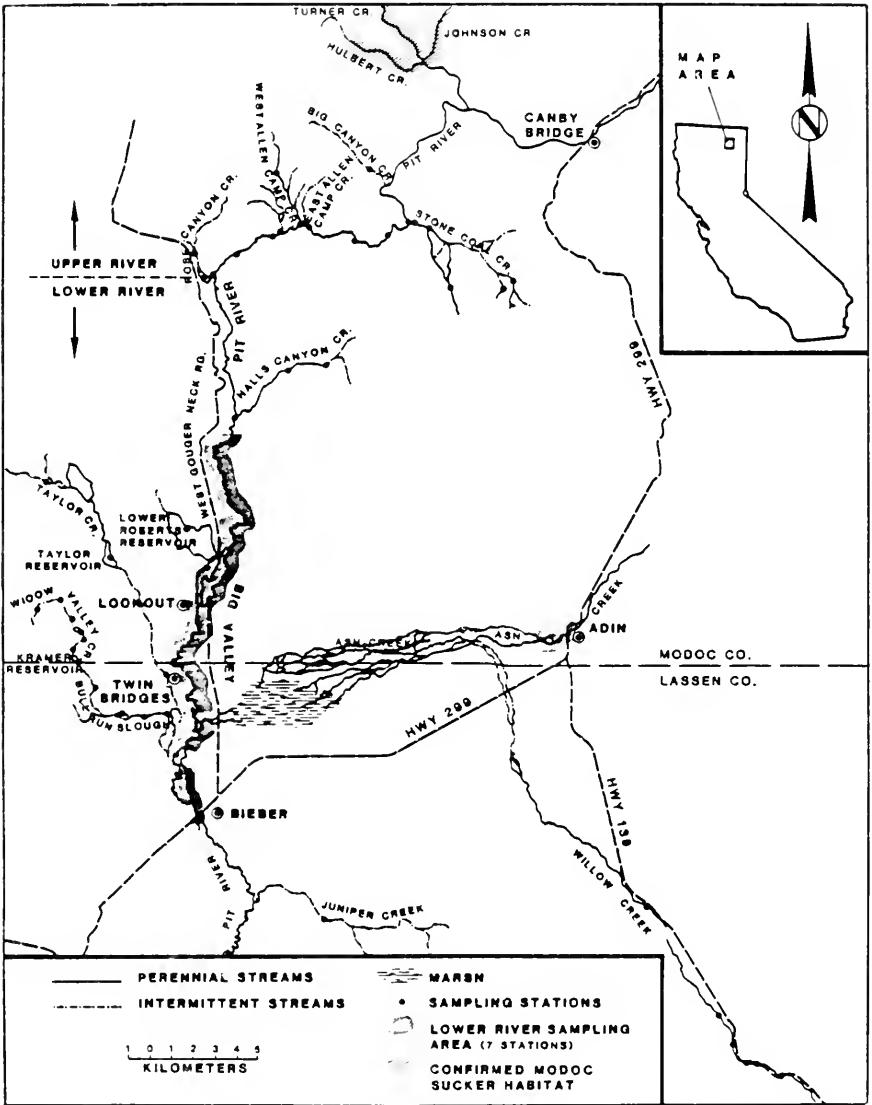 TURNER CR.
JOHNSON CR
HULBERT CR.
MAP
AREA
N
WEST ALLEN
CAMP CR.
BIG CANYON CR.
CANBY
BRIDGE
PIT RIVER
EAST ALLEN
CAMP CR.
STONE COAL CR.
ROBE CANYON CR.
UPPER RIVER
LOWER RIVER
PIT RIVER
HALLS CANYON CR.
HWY 299
WEST GOUGER NECK RD.
TAYLOR CR.
LOWER
ROBERTS
RESERVOIR
TAYLOR
RESERVOIR
LOOKOUT
BIG VALLEY
WIDOW
VALLEY CR.
ASH CREEK
ASH
CREEK
ADIN
KRAMER
RESERVOIR
MODOC CO.
LASSEN CO.
TWIN
BRIDGES
BULL RUN SLOUGH
HWY 299
HWY 139
BIEBER
WILLOW
CREEK
PIT
RIVER
JUNIPER CREEK
PERENNIAL STREAMS
INTERMITTENT STREAMS
1 0 1 2 3 4 5
KILOMETERS
MARSH
SAMPLING STATIONS
LOWER RIVER SAMPLING
AREA (7 STATIONS)
CONFIRMED MODOC
SUCKER HABITAT